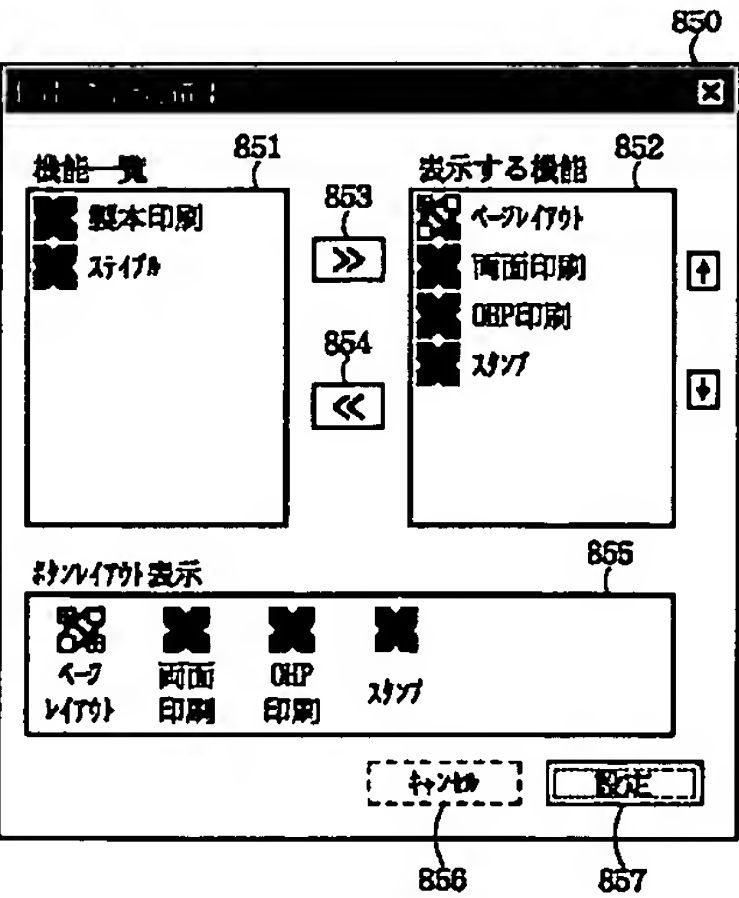 850
機能一覧
851
表示する機能
852
製本印刷
ステイプル
853
>>
854
<<
ページレイアウト
両面印刷
OHP印刷
スタンプ
ボタンレイアウト表示
855
ページ
レイアウト
両面
印刷
OHP
印刷
スタンプ
キャンセル
設定
856
857